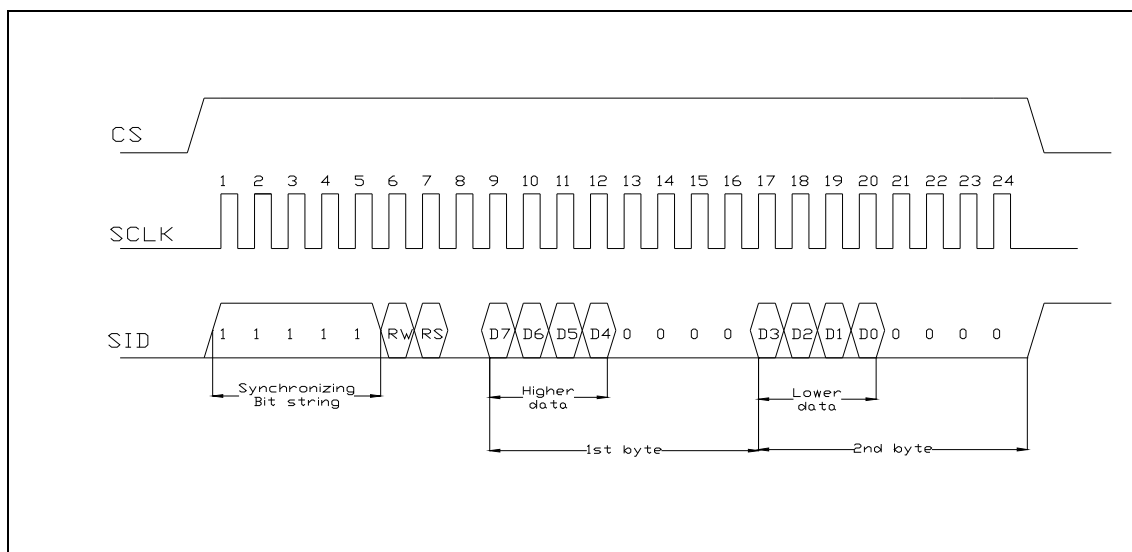 CS
1 2 3 4 5 6 7 8 9 10 11 12 13 14 15 16 17 18 19 20 21 22 23 24
SCLK
SID
1 1 1 1 1 RW RS D7 D6 D5 D4 0 0 0 0 D3 D2 D1 D0 0 0 0 0
Synchronizing
Bit string
Higher
data
Lower
data
1st byte
2nd byte